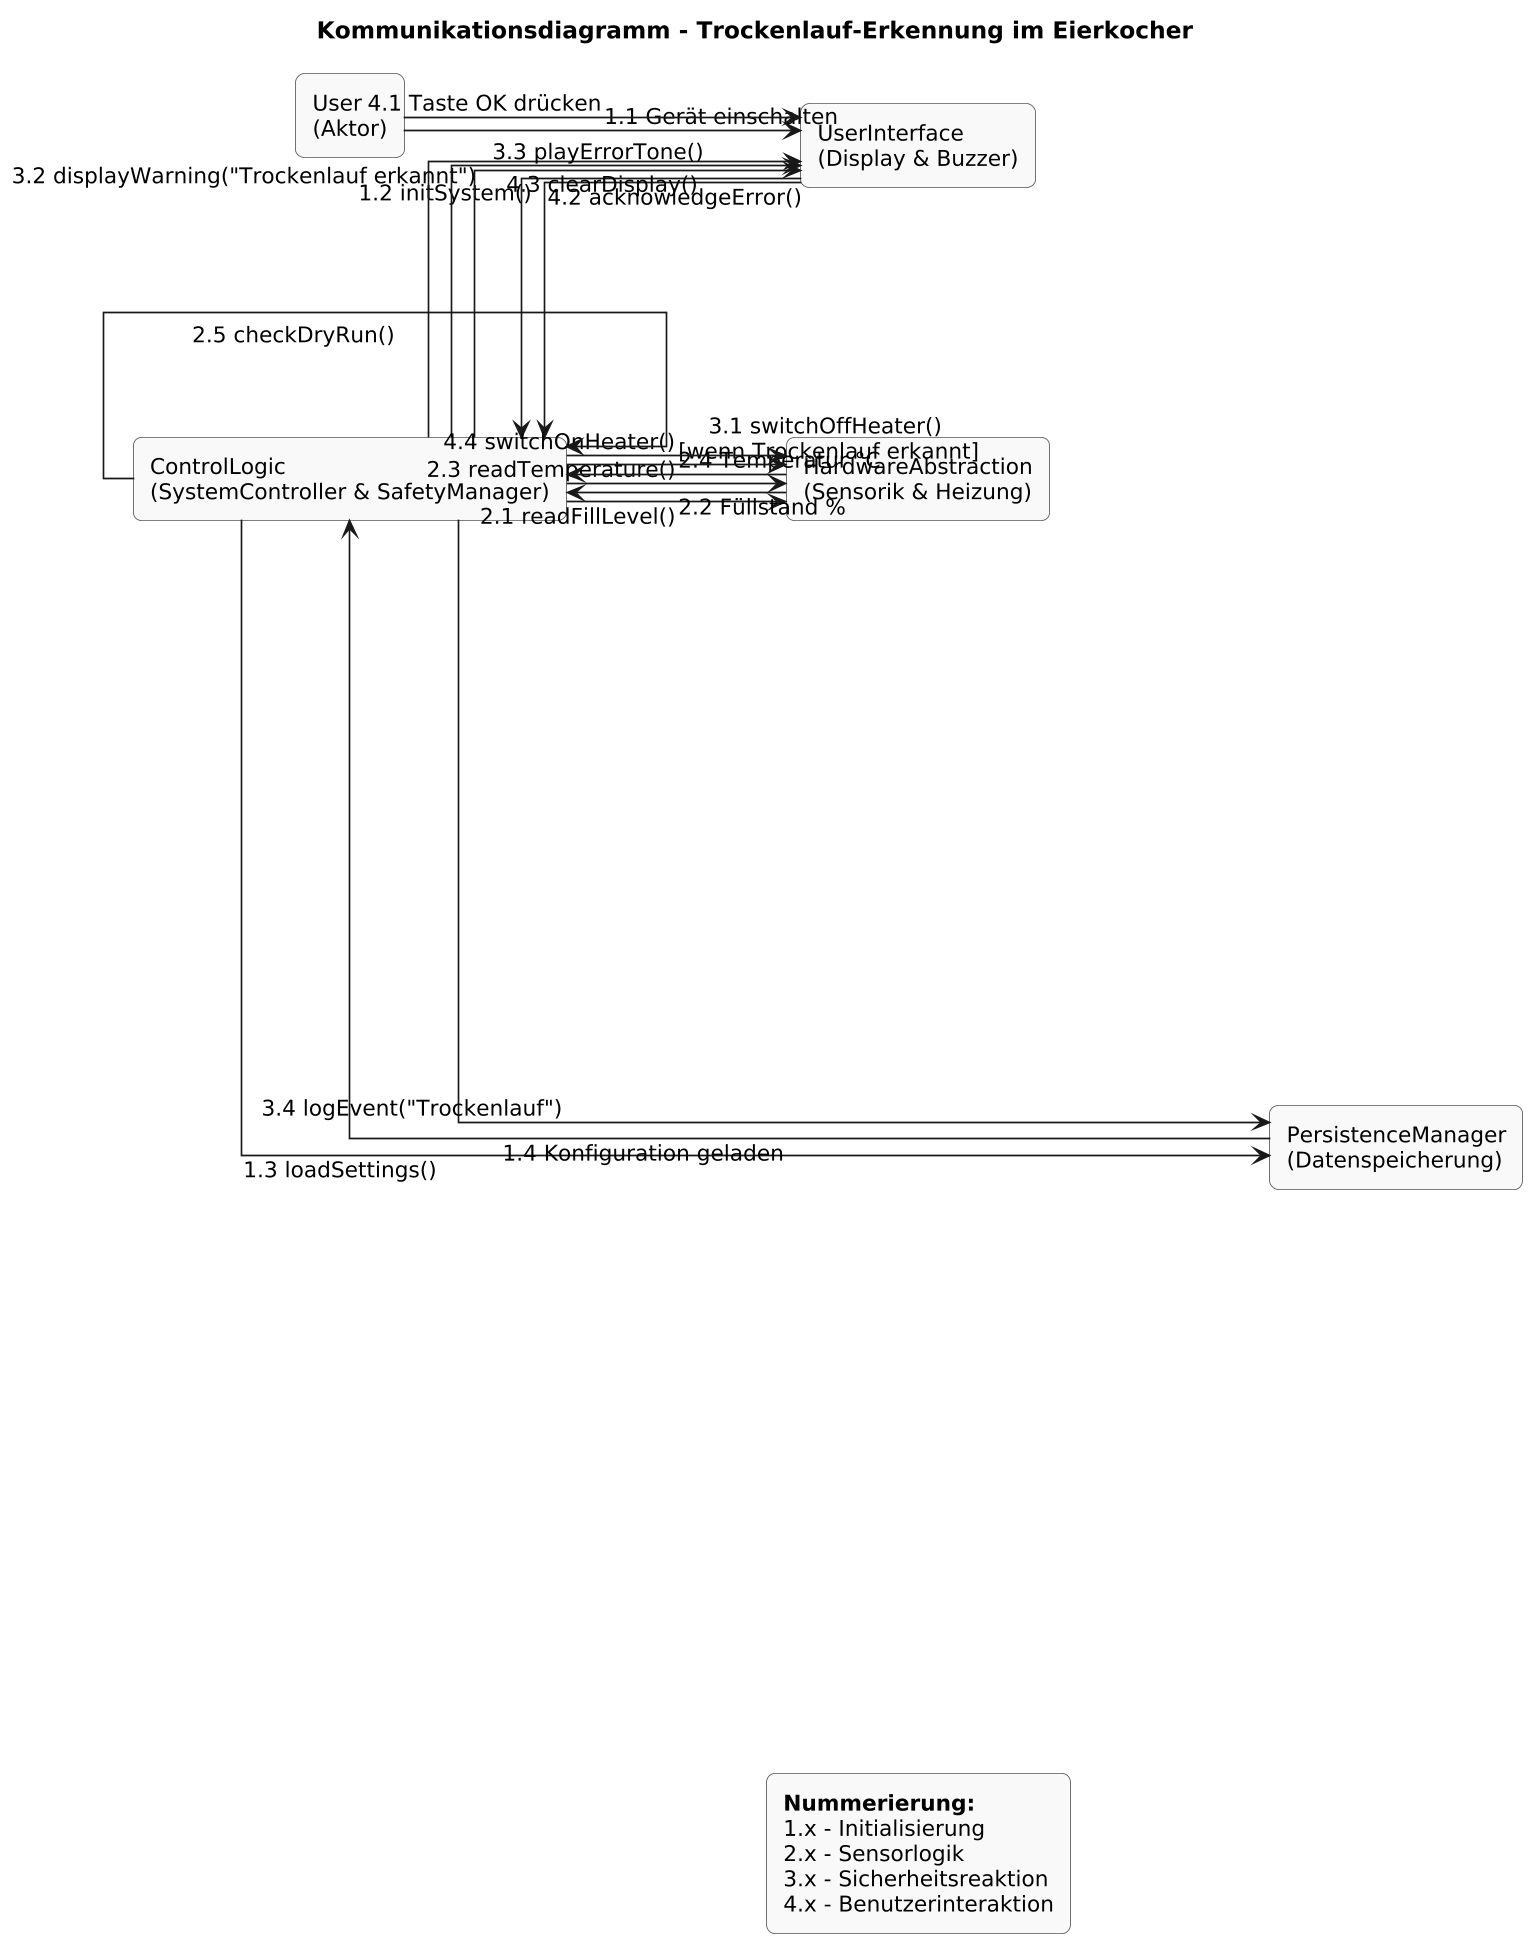 Kommunikationsdiagramm - Trockenlauf-Erkennung im Eierkocher
User
(Aktor)
4.1 Taste OK drücken
1.1 Gerät einschalten
UserInterface
(Display & Buzzer)
3.3 playErrorTone()
3.2 displayWarning("Trockenlauf erkannt")
4.3 clearDisplay()
1.2 initSystem()
4.2 acknowledgeError()
2.5 checkDryRun()
3.1 switchOffHeater()
[wenn Trockenlauf erkannt]
4.4 switchOnHeater()
2.4 Temperatur °C
ControlLogic
(SystemController & SafetyManager)
2.3 readTemperature()
HardwareAbstraction
(Sensorik & Heizung)
2.2 Füllstand %
2.1 readFillLevel()
3.4 logEvent("Trockenlauf")
PersistenceManager
(Datenspeicherung)
1.4 Konfiguration geladen
1.3 loadSettings()
Nummerierung:
1.x - Initialisierung
2.x - Sensorlogik
3.x - Sicherheitsreaktion
4.x - Benutzerinteraktion